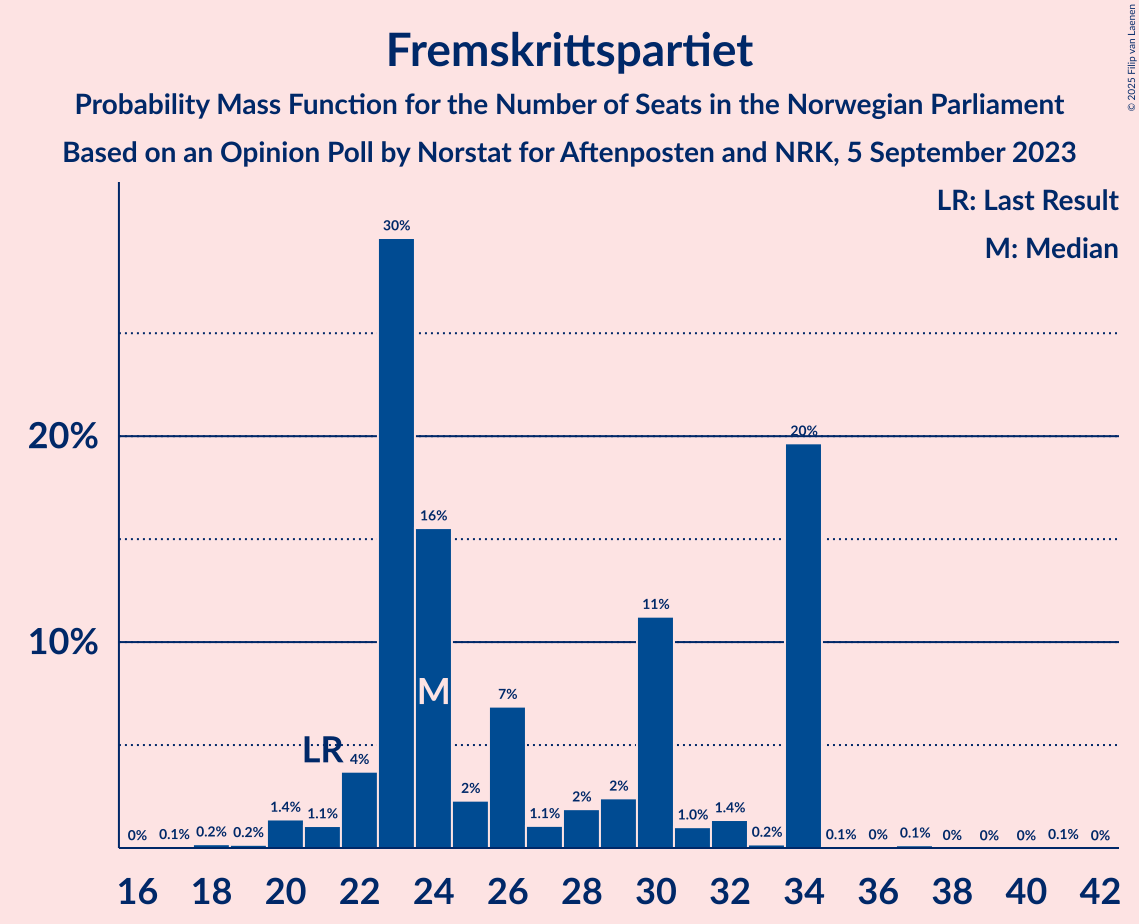 Fremskrittspartiet
Probability Mass Function for the Number of Seats in the Norwegian Parliament
Based on an Opinion Poll by Norstat for Aftenposten and NRK, 5 September 2023
© 2025 Filip van Laenen
LR: Last Result
M: Median
20%
10%
0% 0.1% 0.2% 0.2% 1.4% 1.1% 4% 30% 16% 2% 7% 1.1% 2% 2% 11% 1.0% 1.4% 0.2% 20% 0.1% 0% 0.1% 0% 0% 0% 0.1% 0%
LR
M
16 18 20 22 24 26 28 30 32 34 36 38 40 42